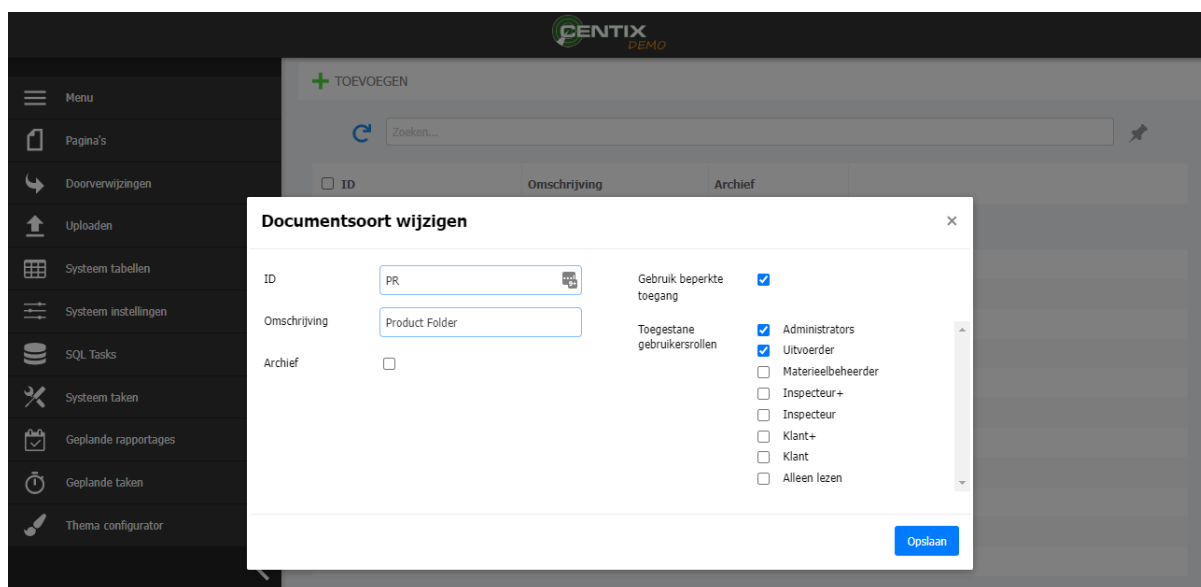 CENTIX
DEMO
TOEVOEGEN
Menu
Zoeken...
Pagina's
Doorverwijzingen
ID Omschrijving Archief
Uploaden
Systeem tabellen
Systeem instellingen
SQL Tasks
Systeem taken
Geplande rapportages
Geplande taken
Thema configurator
Documentsoort wijzigen
ID PR
Omschrijving Product Folder
Archief
Gebruik beperkte
toegang
Toegestane
gebruikersrollen
Administrators
Uitvoerder
Materieelbeheerder
Inspecteur+
Inspecteur
Klant+
Klant
Alleen lezen
Opslaan